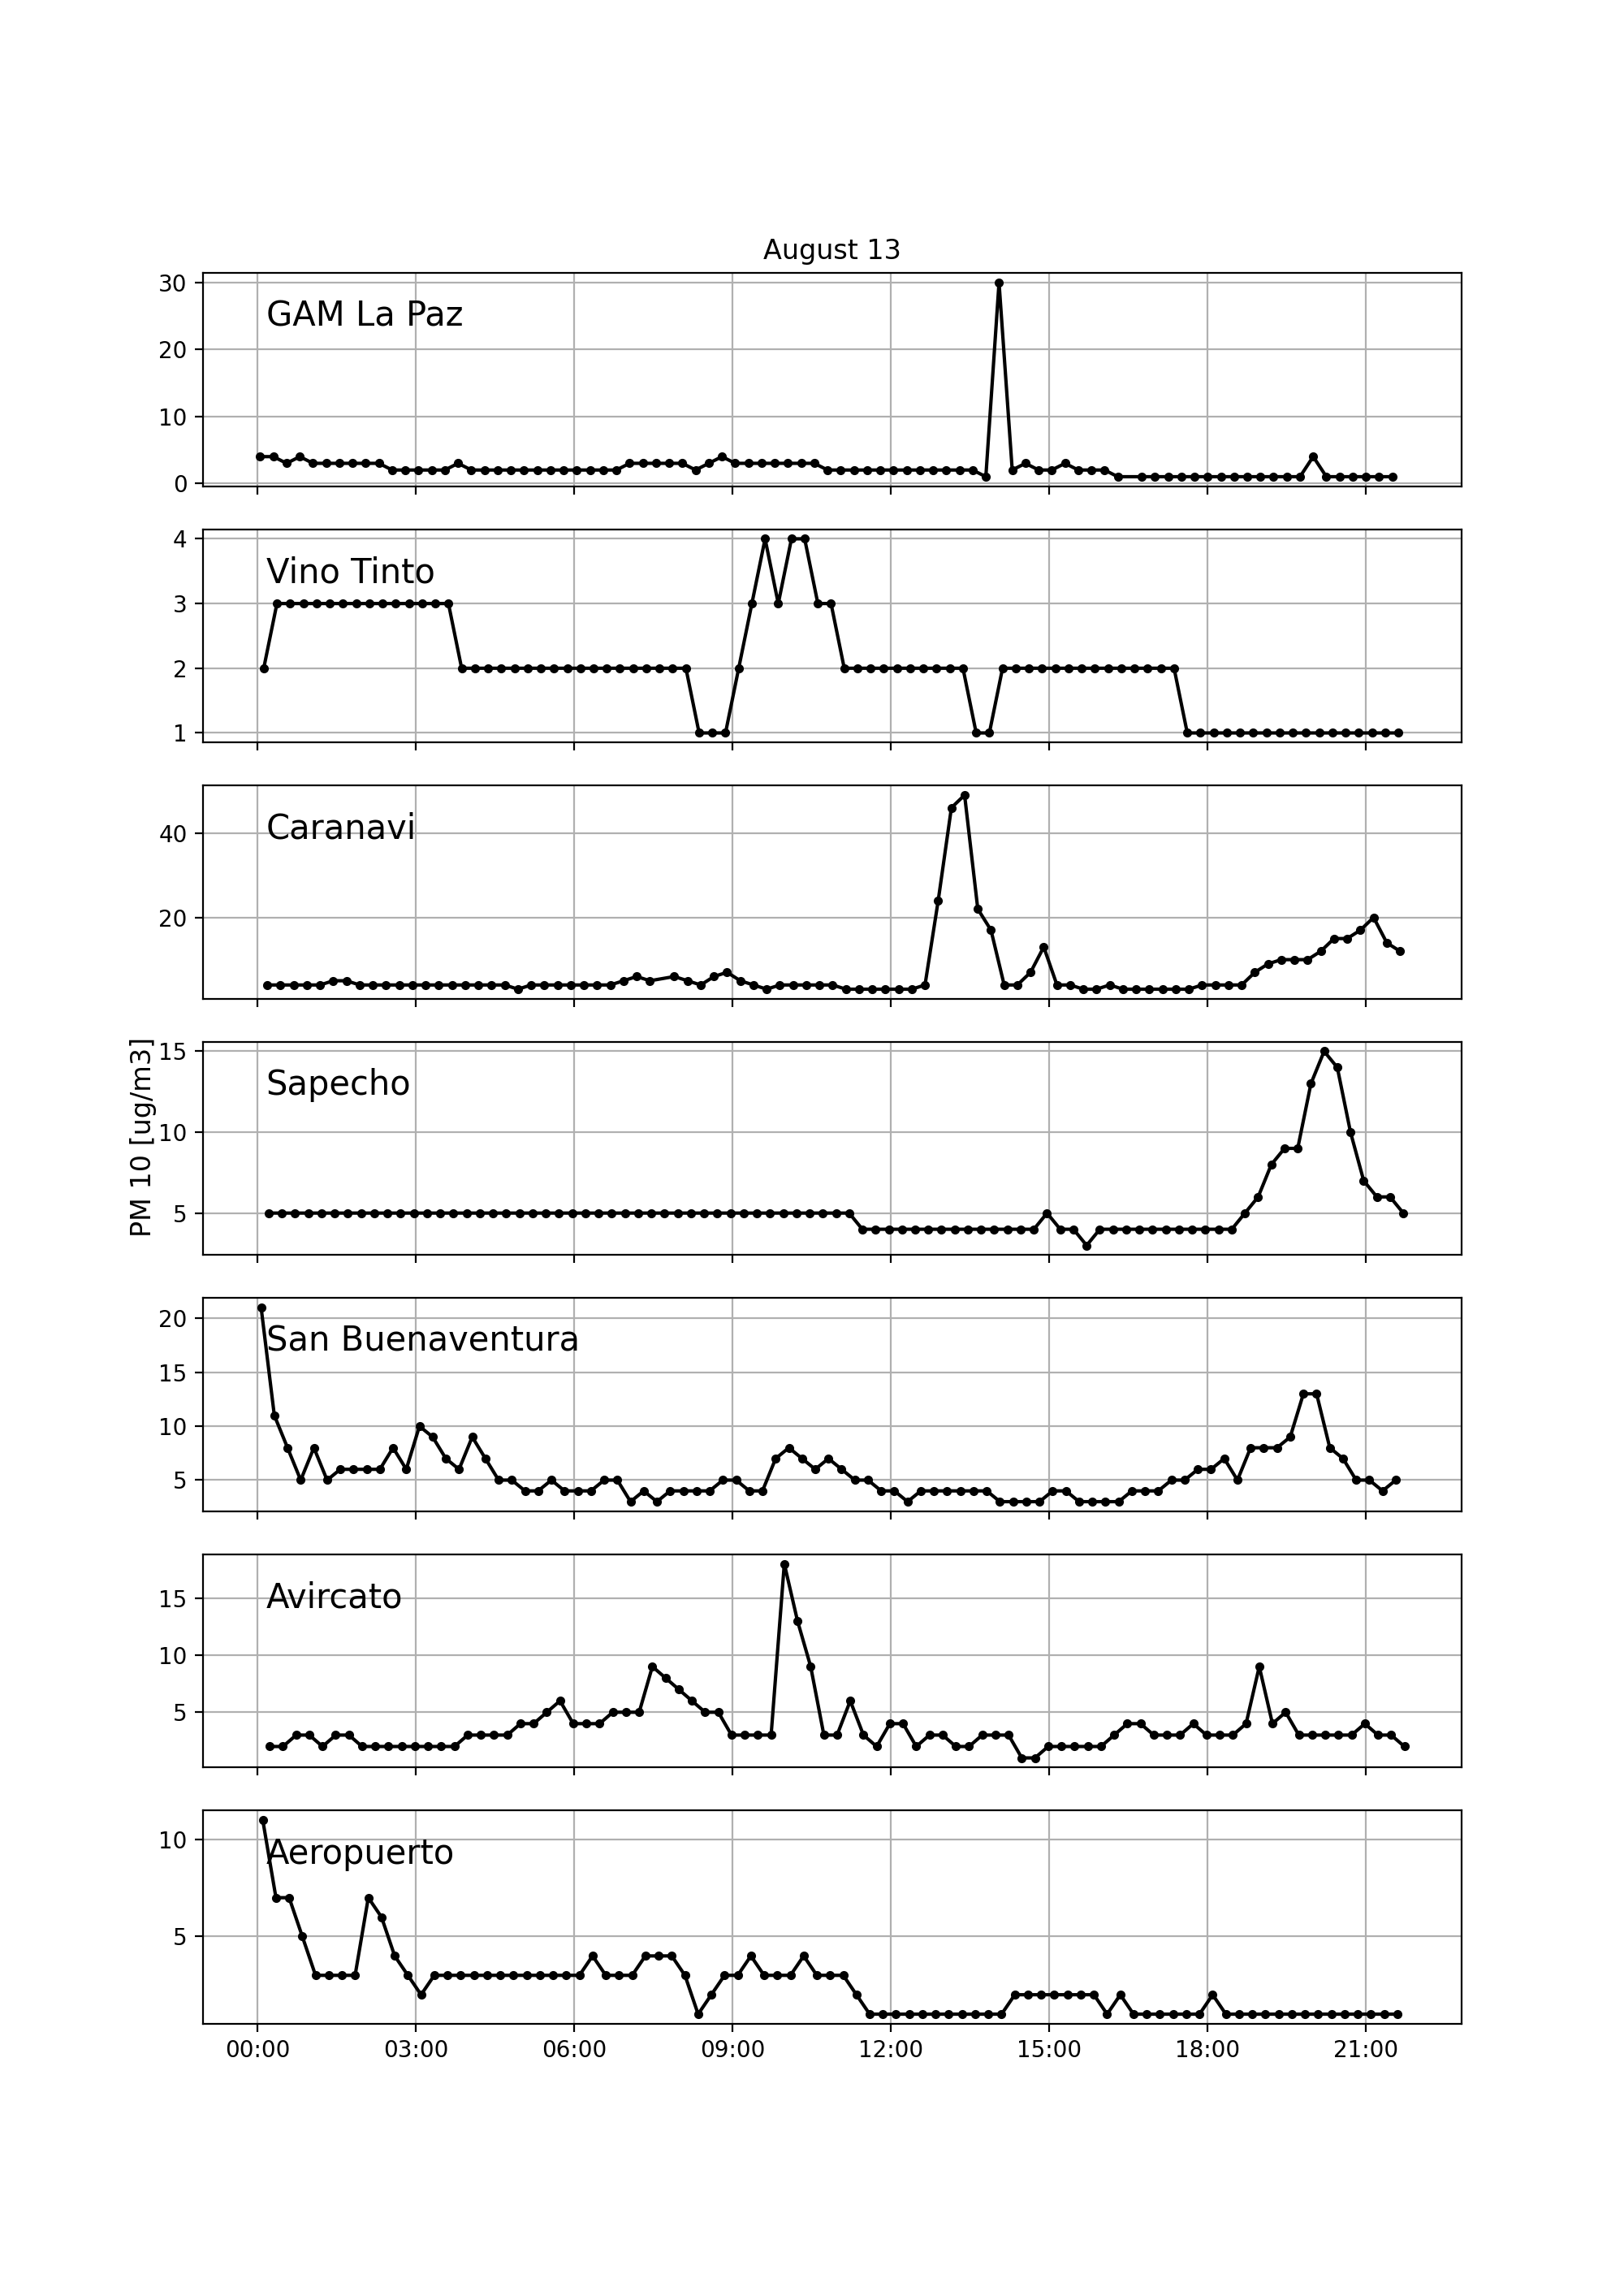 August 13
GAM La Paz
30
20
10
0
Vino Tinto
4
3
2
1
Caranavi
40
20
PM 10 [ug/m3]
Sapecho
15
10
5
San Buenaventura
20
15
10
5
Avircato
15
10
5
Aeropuerto
10
5
00:00 03:00 06:00 09:00 12:00 15:00 18:00 21:00